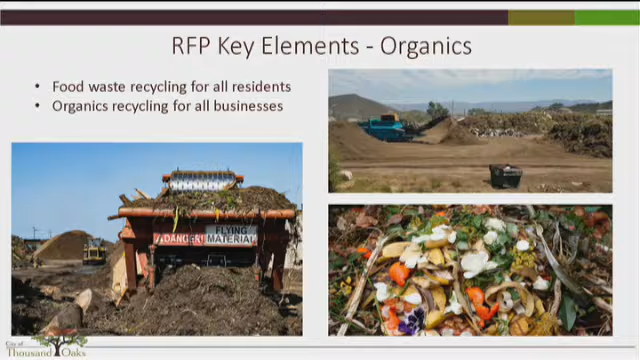 RFP Key Elements - Organics
• Food waste recycling for all residents
• Organics recycling for all businesses
DANGER FLYING
MATERIAL
City of
Thousand Oaks